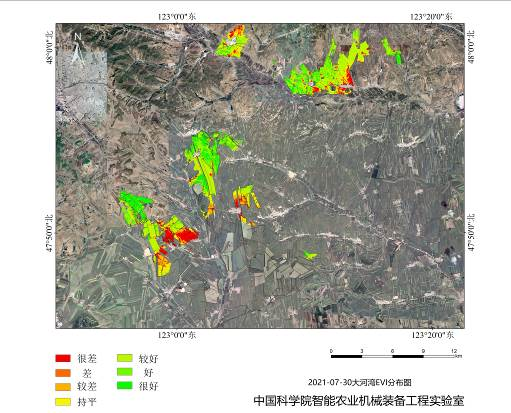 123°0'0"东
123°20'0"东
48°0'0"北
48°0'0"北
N
47°50'0"北
47°50'0"北
123°0'0"东
123°20'0"东
很差
较好
差
好
较差
很好
持平
0 3 6 9 12
km
2021-07-30大河湾EVI分布图
中国科学院智能农业机械装备工程实验室